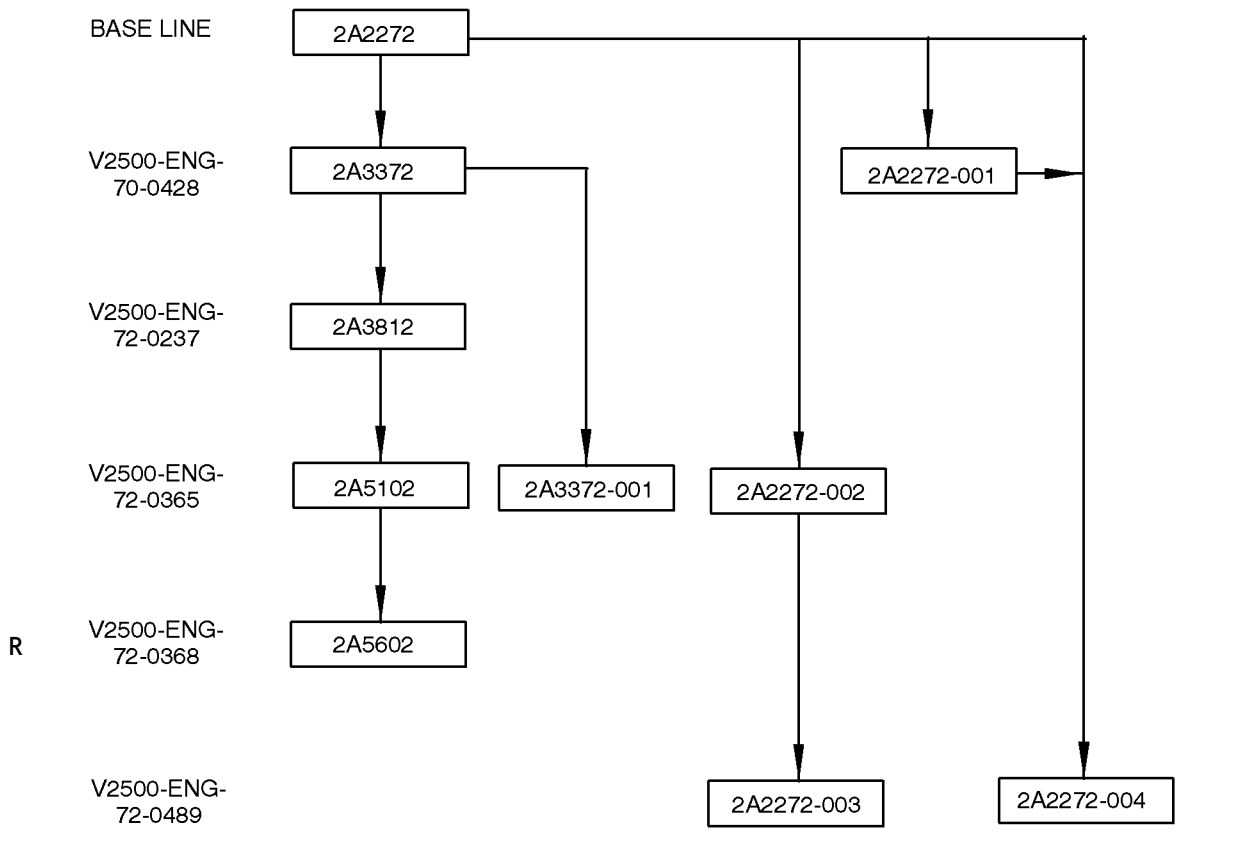 BASE LINE
2A2272
V2500-ENG-
70-0428
2A3372
2A2272-001
V2500-ENG-
72-0237
2A3812
V2500-ENG-
72-0365
2A5102
2A3372-001
2A2272-002
R
V2500-ENG-
72-0368
2A5602
V2500-ENG-
72-0489
2A2272-003
2A2272-004